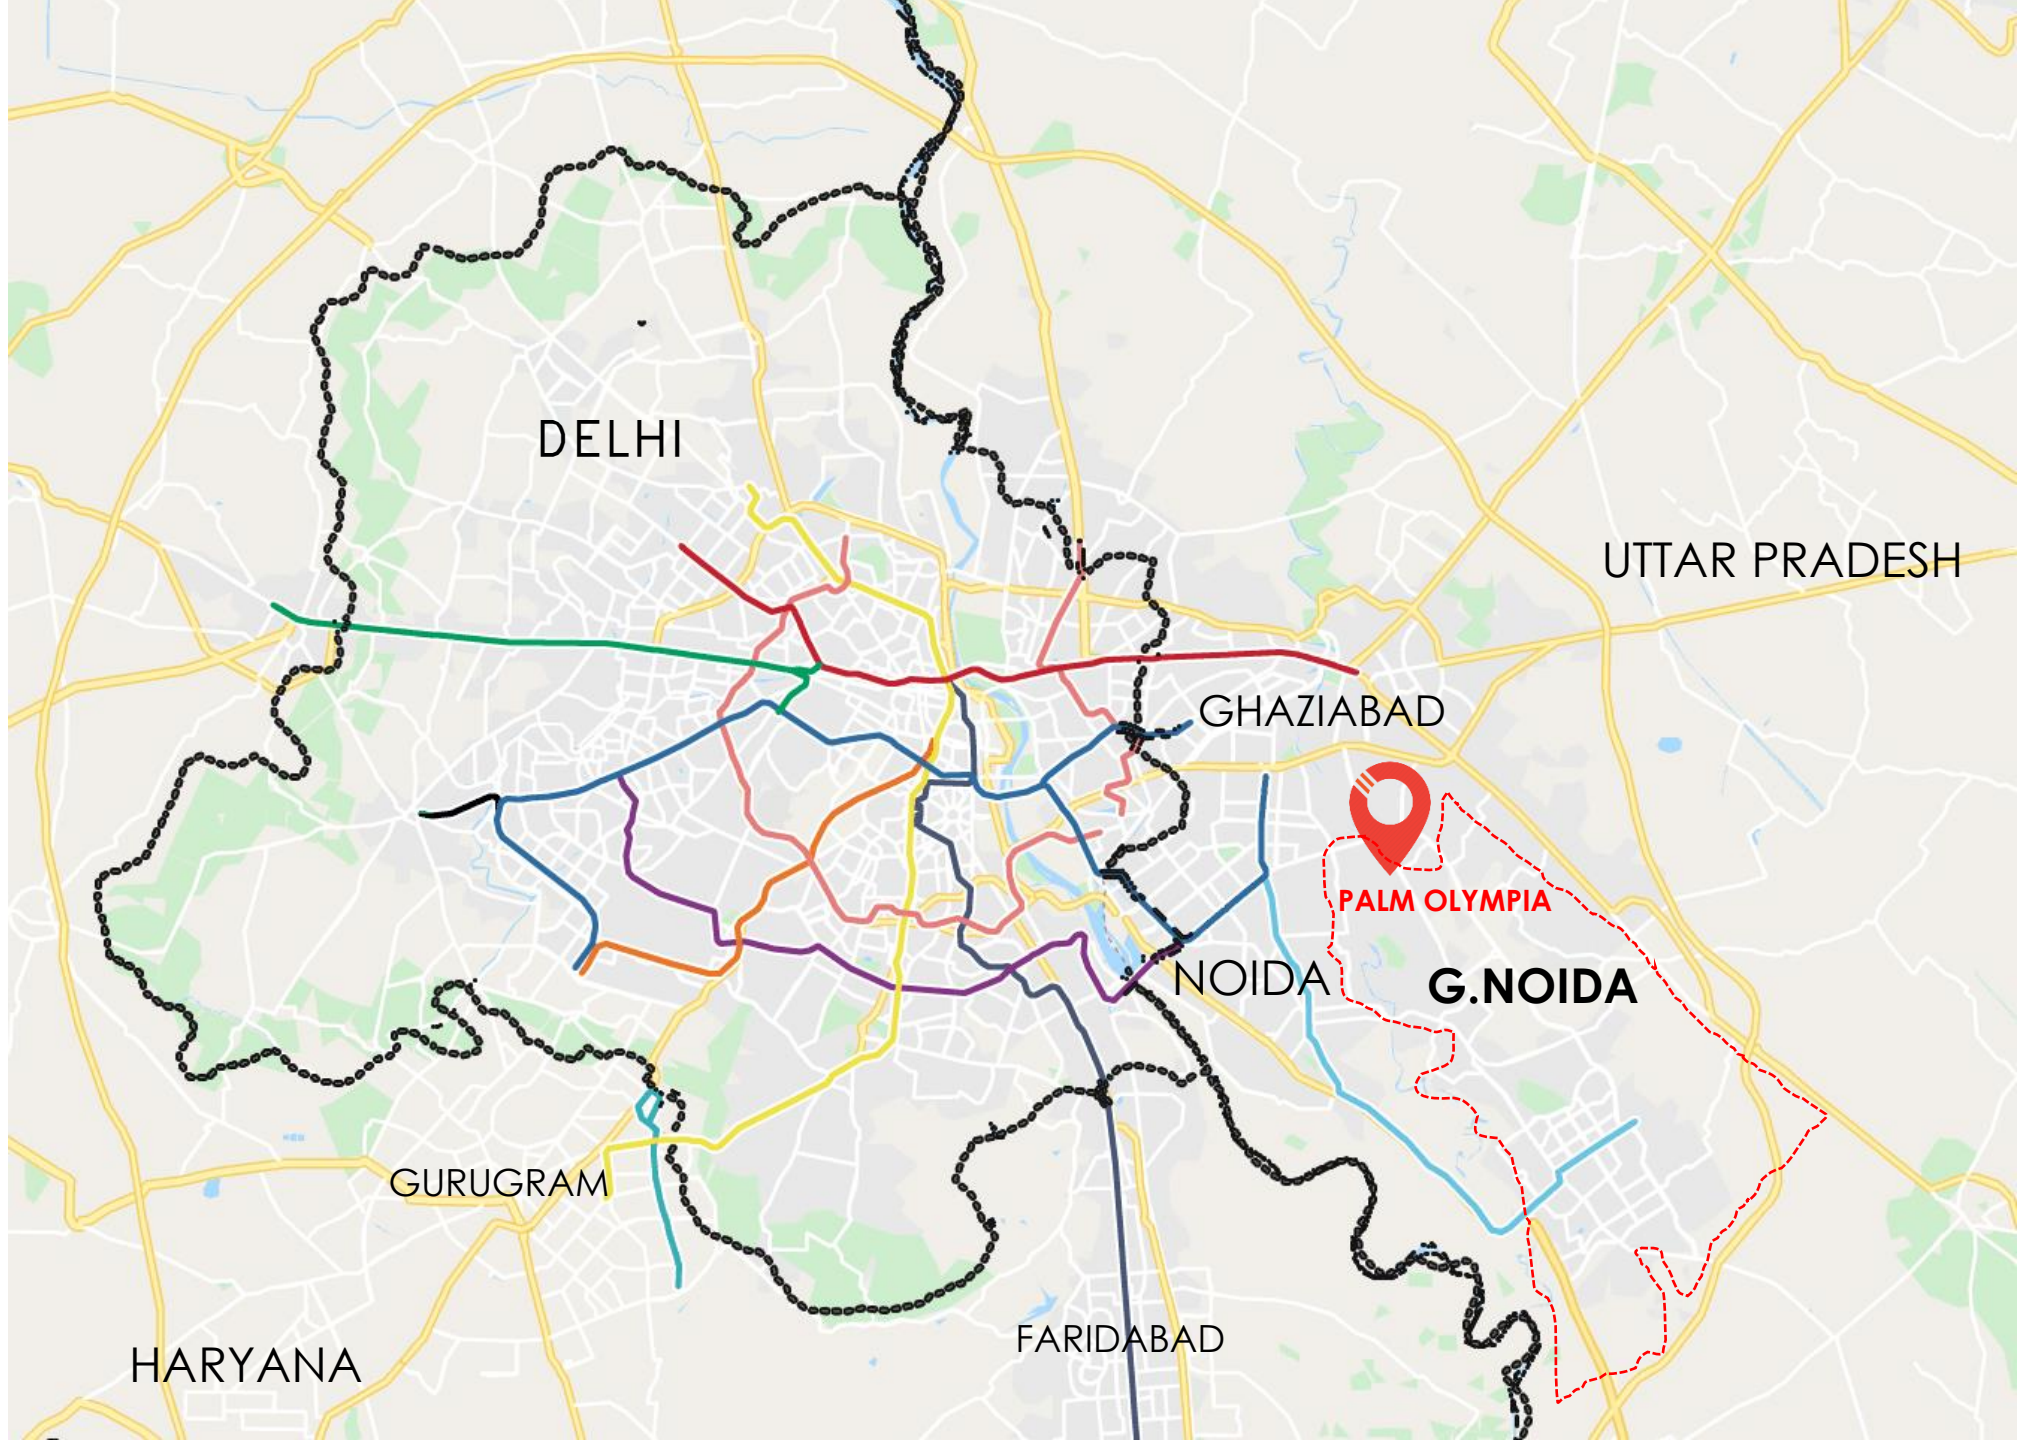 DELHI
UTTAR PRADESH
GHAZIABAD
PALM OLYMPIA
NOIDA
G.NOIDA
GURUGRAM
FARIDABAD
HARYANA